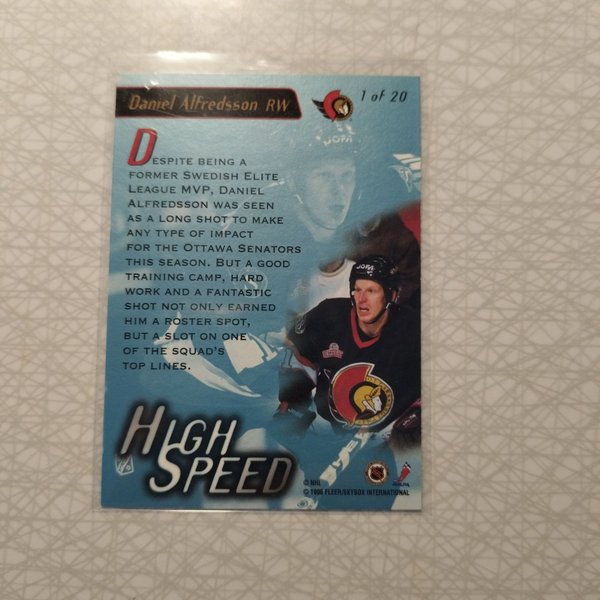 Daniel Alfredsson RW
1 of 20
DESPITE BEING A
FORMER SWEDISH ELITE
LEAGUE MVP, DANIEL
ALFREDSSON WAS SEEN
AS A LONG SHOT TO MAKE
ANY TYPE OF IMPACT
FOR THE OTTAWA SENATORS
THIS SEASON. BUT A GOOD
TRAINING CAMP, HARD
WORK AND A FANTASTIC
SHOT NOT ONLY EARNED
HIM A ROSTER SPOT,
BUT A SLOT ON ONE
OF THE SQUAD'S
TOP LINES.
JOFA
JOFA
HIGH
SPEED
© NHL
© 1996 FLEER/SKYBOX INTERNATIONAL
NHLPA